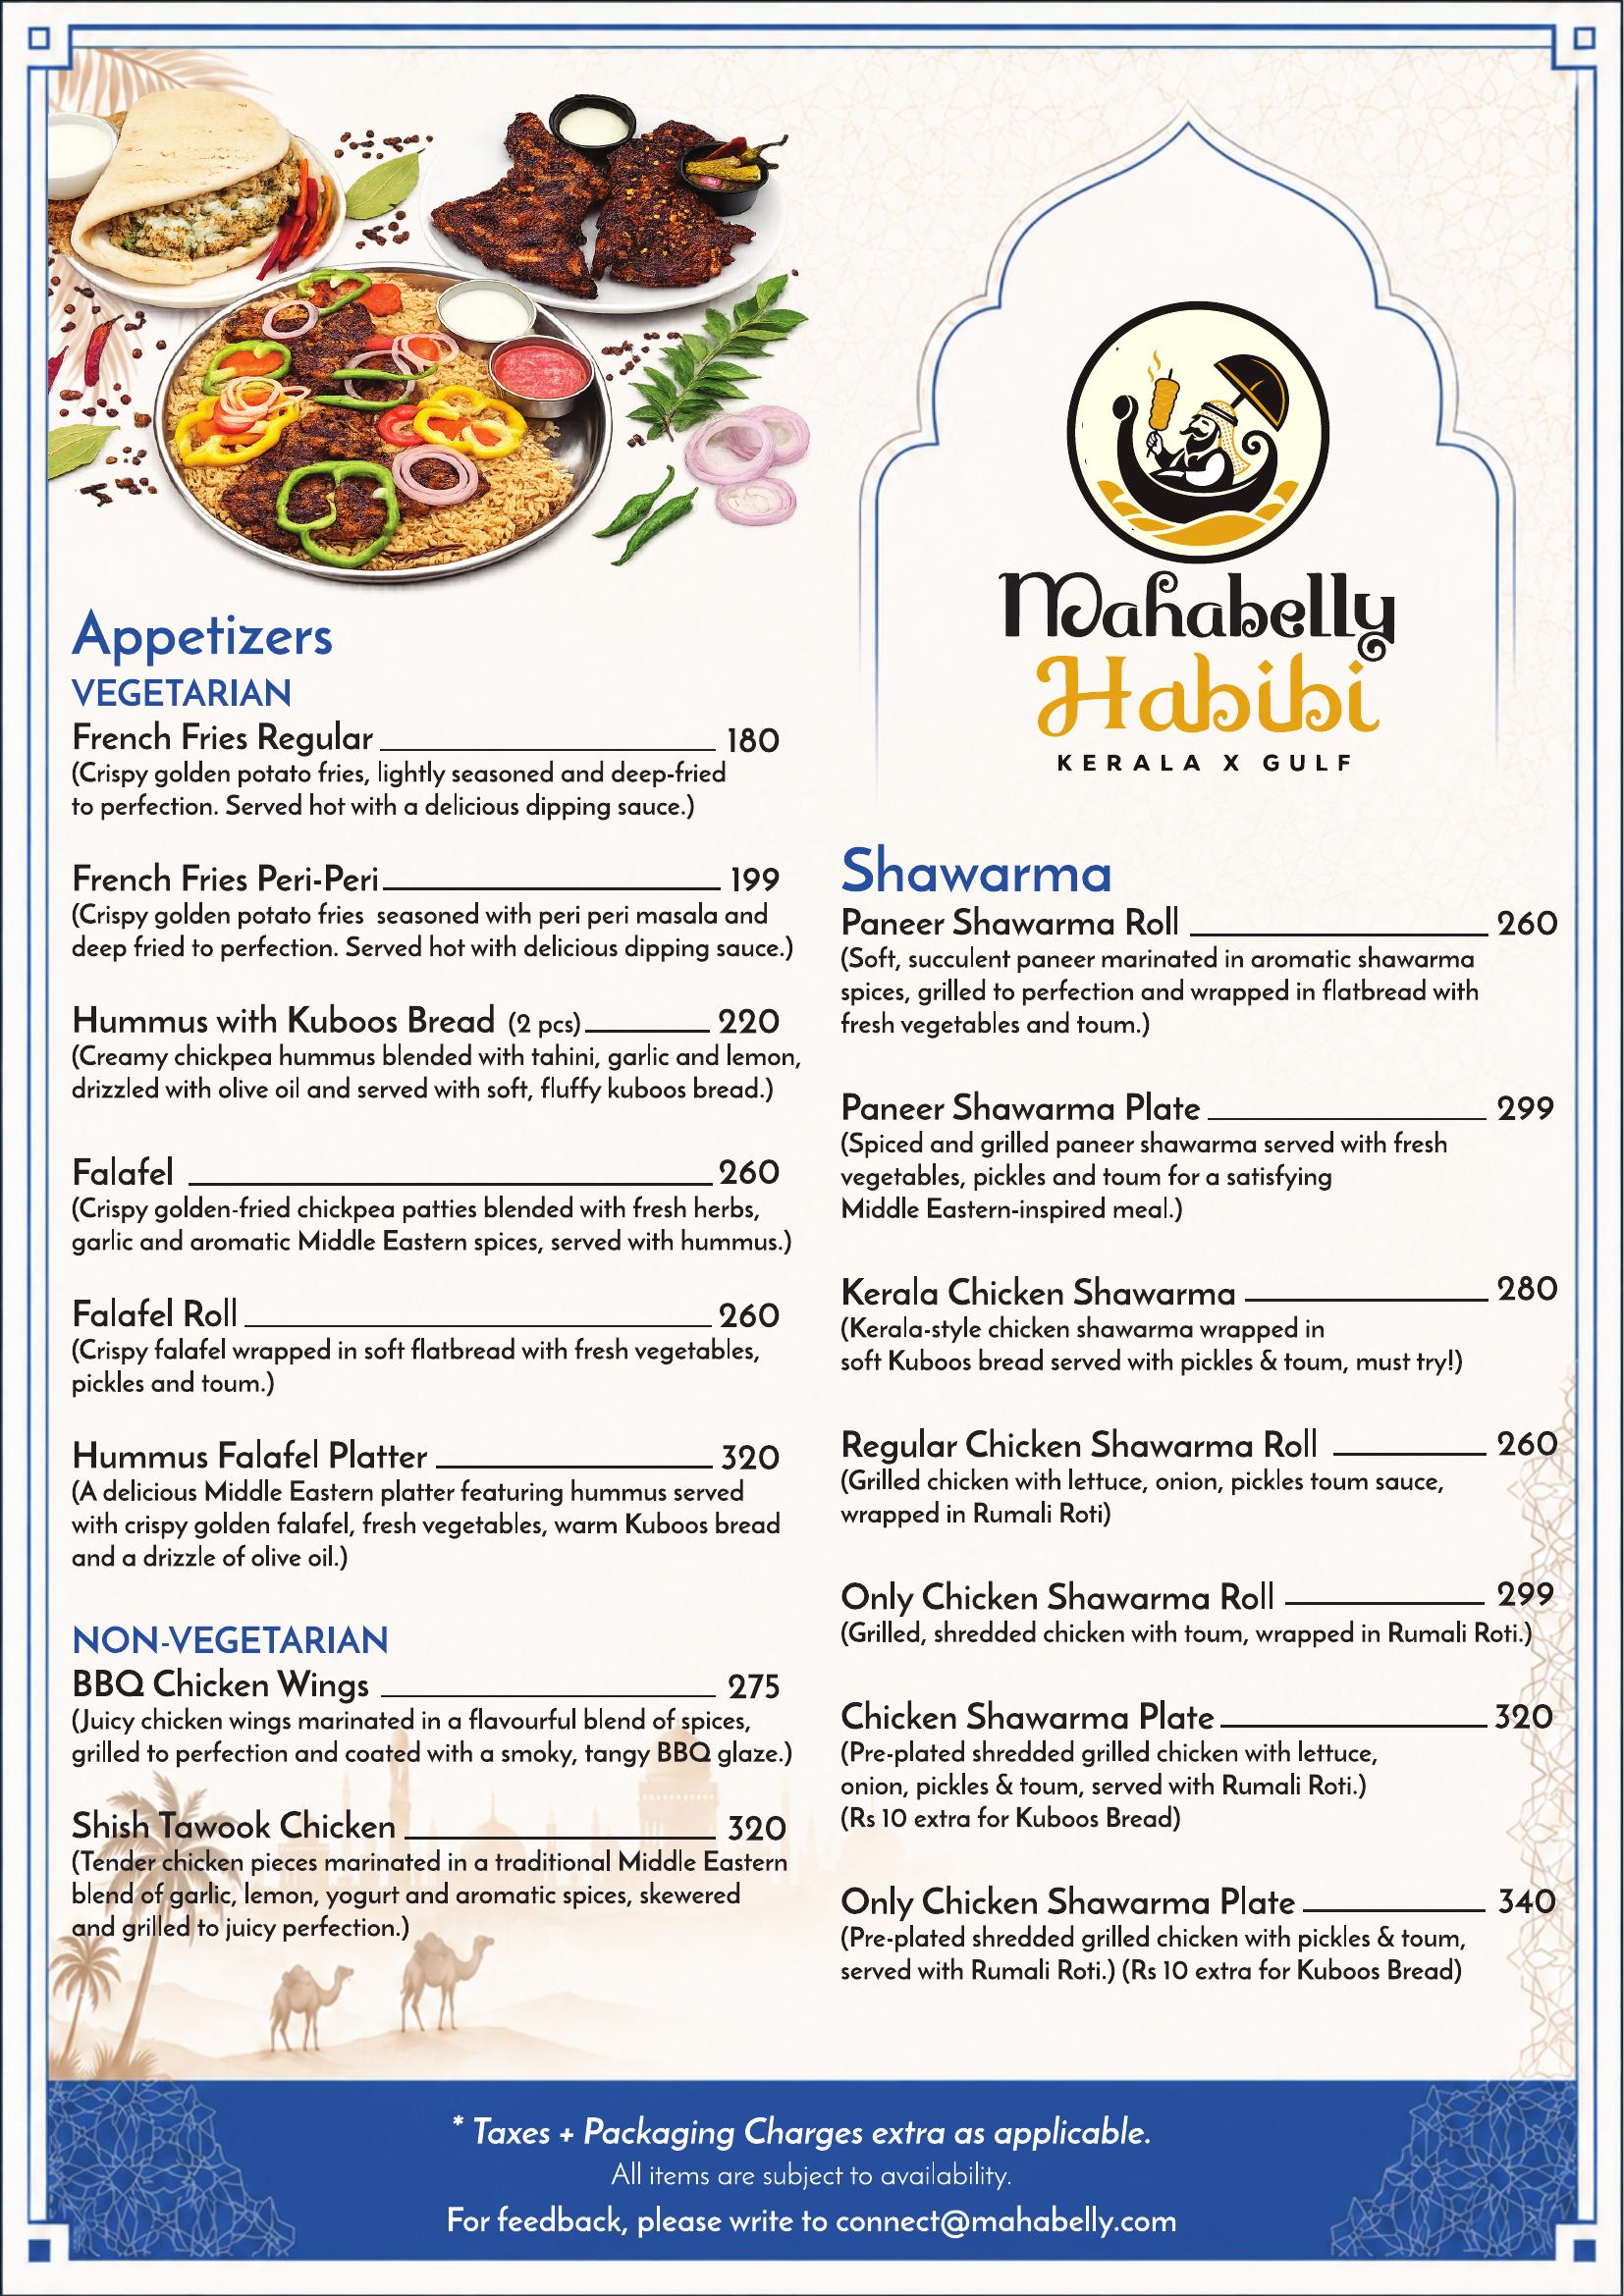 Mahabelly
Habibi
KERALA X GULF
Appetizers
VEGETARIAN
French Fries Regular 180
(Crispy golden potato fries, lightly seasoned and deep-fried
to perfection. Served hot with a delicious dipping sauce.)
French Fries Peri-Peri 199
(Crispy golden potato fries seasoned with peri peri masala and
deep fried to perfection. Served hot with delicious dipping sauce.)
Hummus with Kuboos Bread (2 pcs) 220
(Creamy chickpea hummus blended with tahini, garlic and lemon,
drizzled with olive oil and served with soft, fluffy kuboos bread.)
Falafel 260
(Crispy golden-fried chickpea patties blended with fresh herbs,
garlic and aromatic Middle Eastern spices, served with hummus.)
Falafel Roll 260
(Crispy falafel wrapped in soft flatbread with fresh vegetables,
pickles and toum.)
Hummus Falafel Platter 320
(A delicious Middle Eastern platter featuring hummus served
with crispy golden falafel, fresh vegetables, warm Kuboos bread
and a drizzle of olive oil.)
NON-VEGETARIAN
BBQ Chicken Wings 275
(Juicy chicken wings marinated in a flavourful blend of spices,
grilled to perfection and coated with a smoky, tangy BBQ glaze.)
Shish Tawook Chicken 320
(Tender chicken pieces marinated in a traditional Middle Eastern
blend of garlic, lemon, yogurt and aromatic spices, skewered
and grilled to juicy perfection.)
Shawarma
Paneer Shawarma Roll 260
(Soft, succulent paneer marinated in aromatic shawarma
spices, grilled to perfection and wrapped in flatbread with
fresh vegetables and toum.)
Paneer Shawarma Plate 299
(Spiced and grilled paneer shawarma served with fresh
vegetables, pickles and toum for a satisfying
Middle Eastern-inspired meal.)
Kerala Chicken Shawarma 280
(Kerala-style chicken shawarma wrapped in
soft Kuboos bread served with pickles & toum, must try!)
Regular Chicken Shawarma Roll 260
(Grilled chicken with lettuce, onion, pickles toum sauce,
wrapped in Rumali Roti)
Only Chicken Shawarma Roll 299
(Grilled, shredded chicken with toum, wrapped in Rumali Roti.)
Chicken Shawarma Plate 320
(Pre-plated shredded grilled chicken with lettuce,
onion, pickles & toum, served with Rumali Roti.)
(Rs 10 extra for Kuboos Bread)
Only Chicken Shawarma Plate 340
(Pre-plated shredded grilled chicken with pickles & toum,
served with Rumali Roti.) (Rs 10 extra for Kuboos Bread)
* Taxes + Packaging Charges extra as applicable.
All items are subject to availability.
For feedback, please write to connect@mahabelly.com